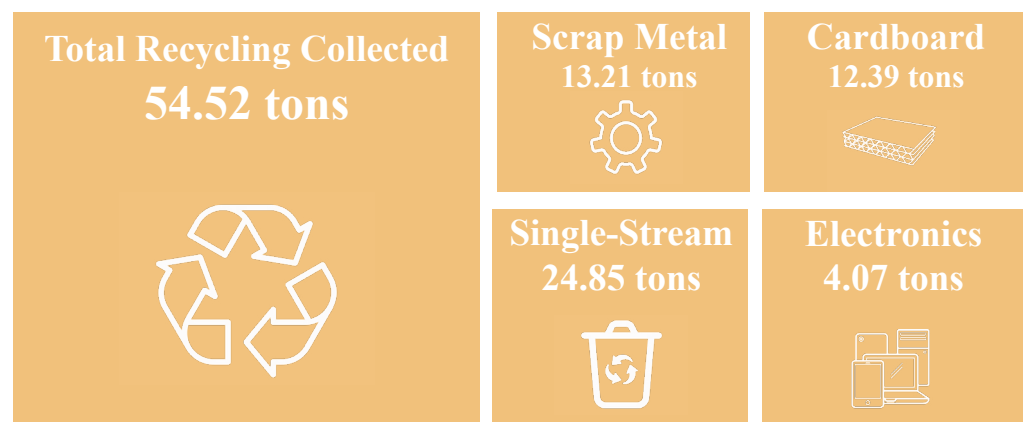 Total Recycling Collected
54.52 tons
Scrap Metal
13.21 tons
Cardboard
12.39 tons
Single-Stream
24.85 tons
Electronics
4.07 tons